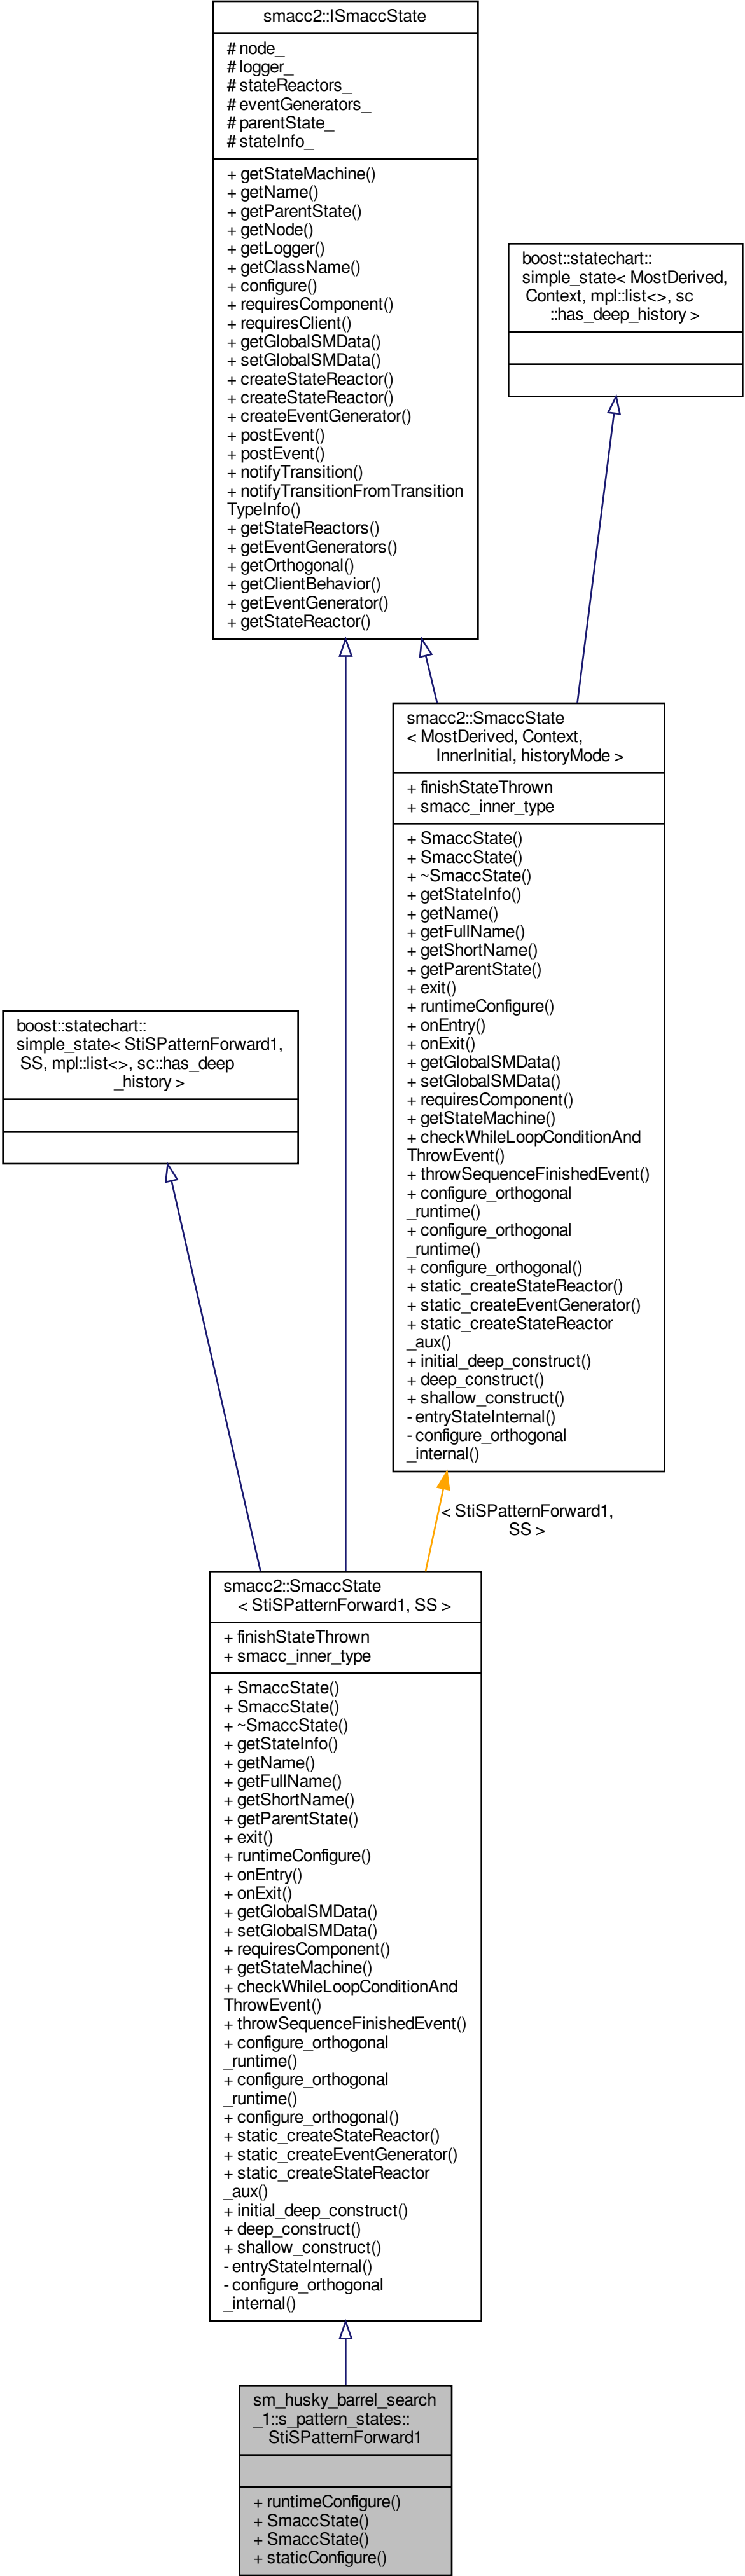 smacc2::ISmaccState
# node_
# logger_
# stateReactors_
# eventGenerators_
# parentState_
# stateInfo_
+ getStateMachine()
+ getName()
+ getParentState()
+ getNode()
+ getLogger()
+ getClassName()
+ configure()
+ requiresComponent()
+ requiresClient()
+ getGlobalSMData()
+ setGlobalSMData()
+ createStateReactor()
+ createStateReactor()
+ createEventGenerator()
+ postEvent()
+ postEvent()
+ notifyTransition()
+ notifyTransitionFromTransition
TypeInfo()
+ getStateReactors()
+ getEventGenerators()
+ getOrthogonal()
+ getClientBehavior()
+ getEventGenerator()
+ getStateReactor()
boost::statechart::
simple_state< MostDerived,
Context, mpl::list<>, sc
::has_deep_history >
smacc2::SmaccState
< MostDerived, Context,
InnerInitial, historyMode >
+ finishStateThrown
+ smacc_inner_type
+ SmaccState()
+ SmaccState()
+ ~SmaccState()
+ getStateInfo()
+ getName()
+ getFullName()
+ getShortName()
+ getParentState()
+ exit()
+ runtimeConfigure()
+ onEntry()
+ onExit()
+ getGlobalSMData()
+ setGlobalSMData()
+ requiresComponent()
+ getStateMachine()
+ checkWhileLoopConditionAnd
ThrowEvent()
+ throwSequenceFinishedEvent()
+ configure_orthogonal
_runtime()
+ configure_orthogonal
_runtime()
+ configure_orthogonal()
+ static_createStateReactor()
+ static_createEventGenerator()
+ static_createStateReactor
_aux()
+ initial_deep_construct()
+ deep_construct()
+ shallow_construct()
- entryStateInternal()
- configure_orthogonal
_internal()
boost::statechart::
simple_state< StiSPatternForward1,
SS, mpl::list<>, sc::has_deep
_history >
< StiSPatternForward1,
SS >
smacc2::SmaccState
< StiSPatternForward1, SS >
+ finishStateThrown
+ smacc_inner_type
+ SmaccState()
+ SmaccState()
+ ~SmaccState()
+ getStateInfo()
+ getName()
+ getFullName()
+ getShortName()
+ getParentState()
+ exit()
+ runtimeConfigure()
+ onEntry()
+ onExit()
+ getGlobalSMData()
+ setGlobalSMData()
+ requiresComponent()
+ getStateMachine()
+ checkWhileLoopConditionAnd
ThrowEvent()
+ throwSequenceFinishedEvent()
+ configure_orthogonal
_runtime()
+ configure_orthogonal
_runtime()
+ configure_orthogonal()
+ static_createStateReactor()
+ static_createEventGenerator()
+ static_createStateReactor
_aux()
+ initial_deep_construct()
+ deep_construct()
+ shallow_construct()
- entryStateInternal()
- configure_orthogonal
_internal()
sm_husky_barrel_search
_1::s_pattern_states::
StiSPatternForward1
+ runtimeConfigure()
+ SmaccState()
+ SmaccState()
+ staticConfigure()